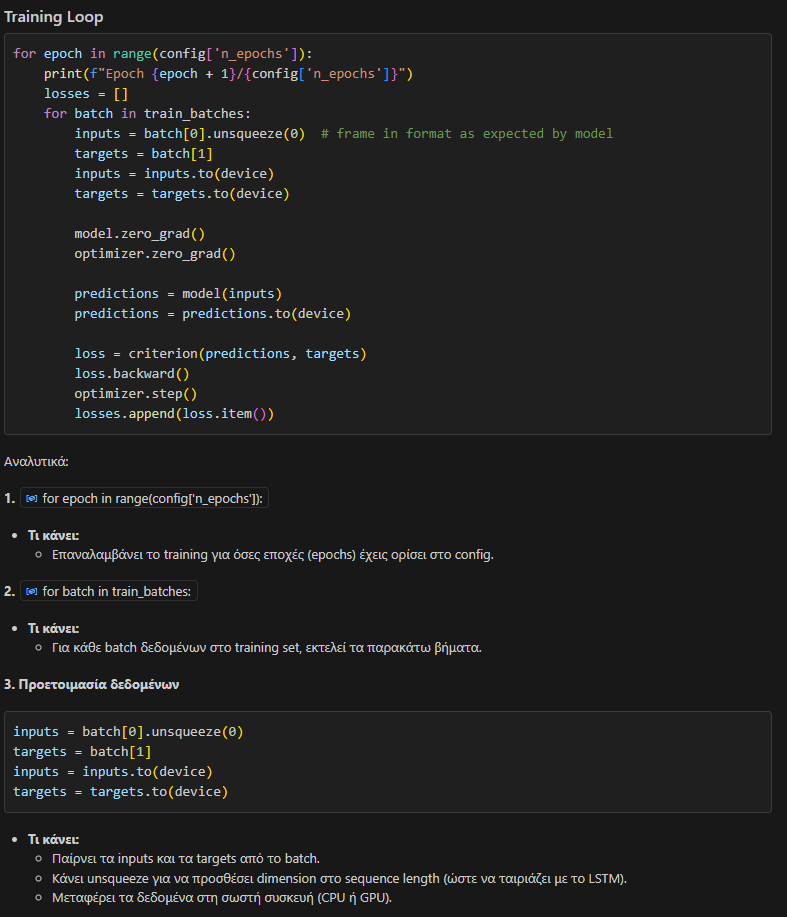 Training Loop
for epoch in range(config['n_epochs']):
    print(f"Epoch {epoch + 1}/{config['n_epochs']}")
    losses = []
    for batch in train_batches:
        inputs = batch[0].unsqueeze(0)  # frame in format as expected by model
        targets = batch[1]
        inputs = inputs.to(device)
        targets = targets.to(device)

        model.zero_grad()
        optimizer.zero_grad()

        predictions = model(inputs)
        predictions = predictions.to(device)

        loss = criterion(predictions, targets)
        loss.backward()
        optimizer.step()
        losses.append(loss.item())
Αναλυτικά:
1. for epoch in range(config['n_epochs']):
• Τι κάνει:
○ Επαναλαμβάνει το training για όσες εποχές (epochs) έχεις ορίσει στο config.
2. for batch in train_batches:
• Τι κάνει:
○ Για κάθε batch δεδομένων στο training set, εκτελεί τα παρακάτω βήματα.
3. Προετοιμασία δεδομένων
inputs = batch[0].unsqueeze(0)
targets = batch[1]
inputs = inputs.to(device)
targets = targets.to(device)
• Τι κάνει:
○ Παίρνει τα inputs και τα targets από το batch.
○ Κάνει unsqueeze για να προσθέσει dimension στο sequence length (ώστε να ταιριάζει με το LSTM).
○ Μεταφέρει τα δεδομένα στη σωστή συσκευή (CPU ή GPU).